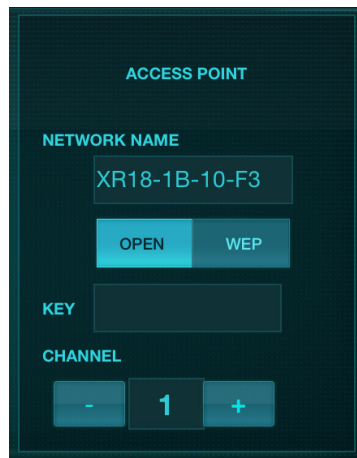 ACCESS POINT
NETWORK NAME
XR18-1B-10-F3
OPEN WEP
KEY
CHANNEL
- 1 +